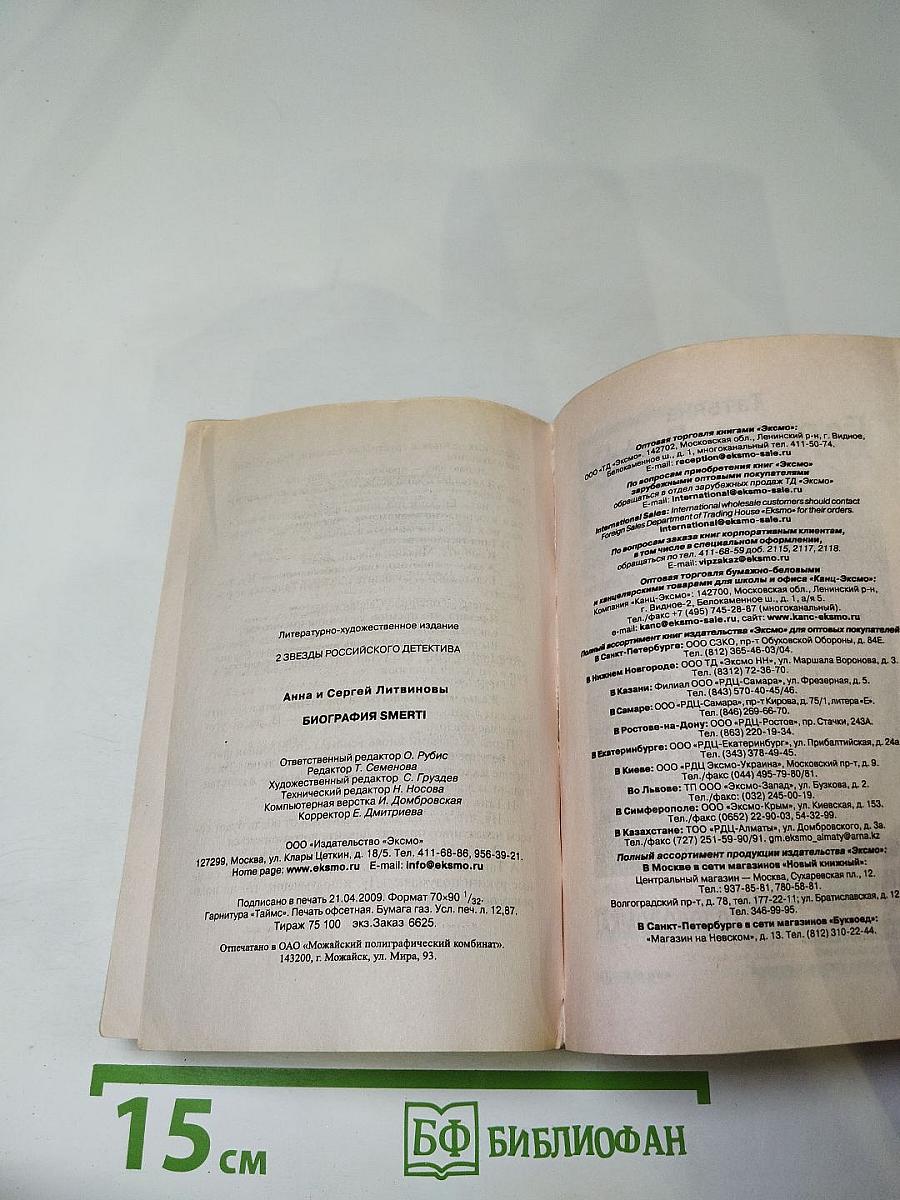 Литературно-художественное издание
2 ЗВЕЗДЫ РОССИЙСКОГО ДЕТЕКТИВА
Анна и Сергей Литвиновы
БИОГРАФИЯ SMERTI
Ответственный редактор О. Рубис
Редактор Т. Семенова
Художественный редактор С. Груздев
Технический редактор Н. Носова
Компьютерная верстка И. Домбровская
Корректор Е. Дмитриева
ООО «Издательство «Эксмо»
127299, Москва, ул. Клары Цеткин, д. 18/5. Тел. 411-68-86, 956-39-21.
Home page: www.eksmo.ru E-mail: info@eksmo.ru
Подписано в печать 21.04.2009. Формат 70×90 1/32.
Гарнитура «Таймс». Печать офсетная. Бумага газ. Усл. печ. л. 12,87.
Тираж 75 100 экз.Заказ 6625.
Отпечатано в ОАО «Можайский полиграфический комбинат».
143200, г. Можайск, ул. Мира, 93.
Оптовая торговля книгами «Эксмо»:
ООО «ТД «Эксмо». 142702, Московская обл., Ленинский р-н, г. Видное,
Белокаменное ш., д. 1, многоканальный тел. 411-50-74.
E-mail: reception@eksmo-sale.ru
По вопросам приобретения книг «Эксмо»
зарубежными оптовыми покупателями
обращаться в отдел зарубежных продаж ТД «Эксмо»
E-mail: international@eksmo-sale.ru
International Sales: International wholesale customers should contact
Foreign Sales Department of Trading House «Eksmo» for their orders.
international@eksmo-sale.ru
По вопросам заказа книг корпоративным клиентам,
в том числе в специальном оформлении,
обращаться по тел. 411-68-59 доб. 2115, 2117, 2118.
E-mail: vipzakaz@eksmo.ru
Оптовая торговля бумажно-беловыми
и канцелярскими товарами для школы и офиса «Канц-Эксмо»:
Компания «Канц-Эксмо»: 142700, Московская обл., Ленинский р-н,
г. Видное-2, Белокаменное ш., д. 1, а/я 5.
Тел./факс +7 (495) 745-28-87 (многоканальный).
e-mail: kanc@eksmo-sale.ru, сайт: www.kanc-eksmo.ru
Полный ассортимент книг издательства «Эксмо» для оптовых покупателей
В Санкт-Петербурге: ООО СЗКО, пр-т Обуховской Обороны, д. 84Е.
Тел. (812) 365-46-03/04.
В Нижнем Новгороде: ООО ТД «Эксмо НН», ул. Маршала Воронова, д. 3.
Тел. (8312) 72-36-70.
В Казани: Филиал ООО «РДЦ-Самара», ул. Фрезерная, д. 5.
Тел. (843) 570-40-45/46.
В Самаре: ООО «РДЦ-Самара», пр-т Кирова, д. 75/1, литера «Е».
Тел. (846) 269-66-70.
В Ростове-на-Дону: ООО «РДЦ-Ростов», пр. Стачки, 243А.
Тел. (863) 220-19-34.
В Екатеринбурге: ООО «РДЦ-Екатеринбург», ул. Прибалтийская, д. 24а
Тел. (343) 378-49-45.
В Киеве: ООО «РДЦ Эксмо-Украина», Московский пр-т, д. 9.
Тел./факс (044) 495-79-80/81.
Во Львове: ТП ООО «Эксмо-Запад», ул. Бузкова, д. 2.
Тел./факс: (032) 245-00-19.
В Симферополе: ООО «Эксмо-Крым», ул. Киевская, д. 153.
Тел./факс (0652) 22-90-03, 54-32-99.
В Казахстане: ТОО «РДЦ-Алматы», ул. Домбровского, д. 3а.
Тел./факс (727) 251-59-90/91. gm.eksmo_almaty@arna.kz
Полный ассортимент продукции издательства «Эксмо»:
В Москве в сети магазинов «Новый книжный»:
Центральный магазин — Москва, Сухаревская пл., 12.
Тел.: 937-85-81, 780-58-81.
Волгоградский пр-т, д. 78, тел. 177-22-11; ул. Братиславская, д. 12
Тел. 346-99-95.
В Санкт-Петербурге в сети магазинов «Буквоед»:
«Магазин на Невском», д. 13. Тел. (812) 310-22-44.
15 см
БФ БИБЛИОФАН